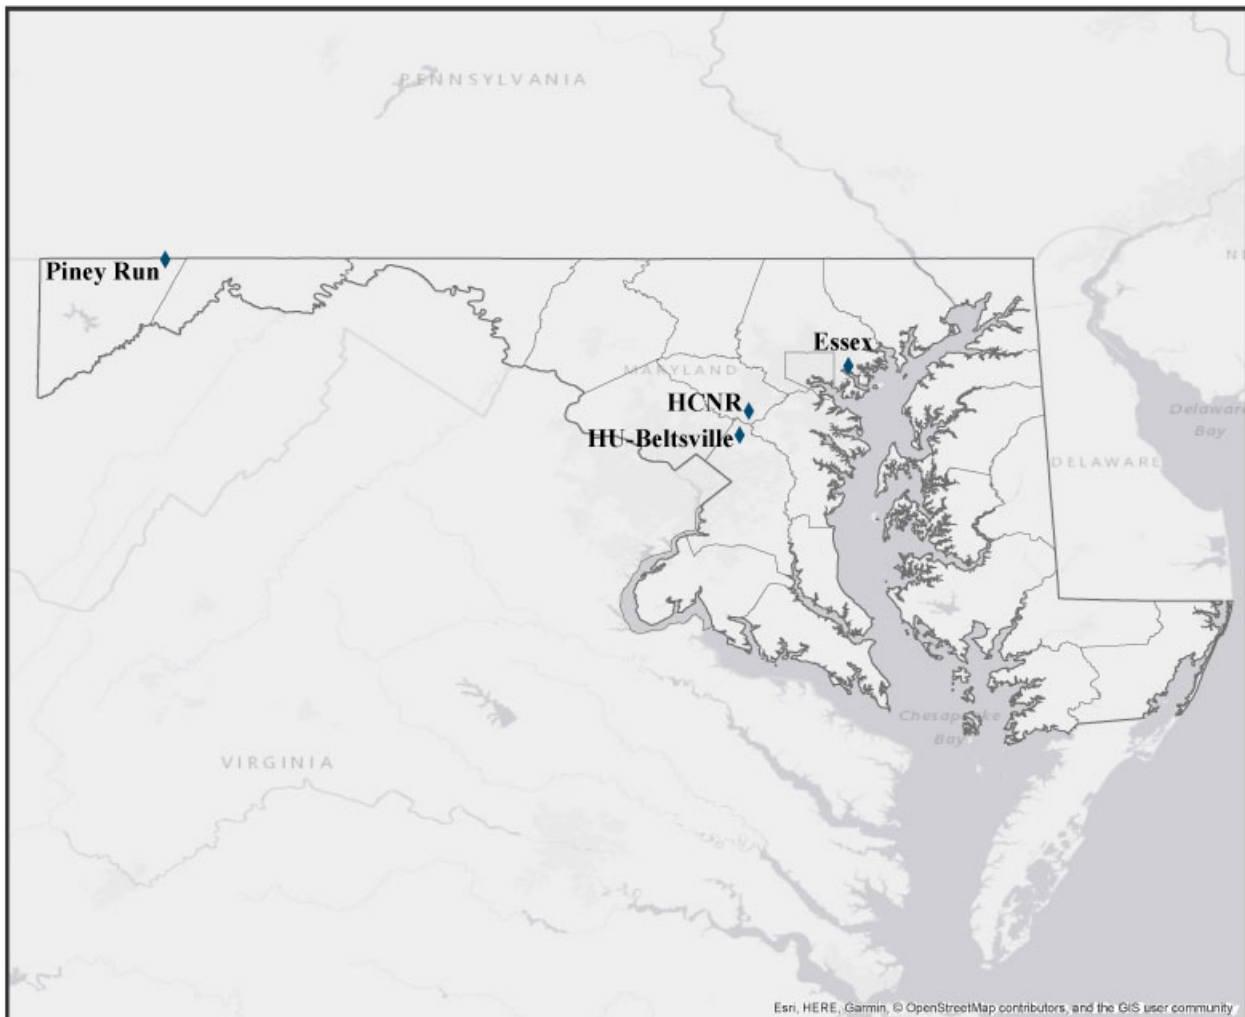 PENNSYLVANIA
Piney Run
Essex
MARYLAND
HCNR
HU-Beltsville
Delaware
Bay
DELAWARE
Chesapeake
Bay
VIRGINIA
Esri, HERE, Garmin, © OpenStreetMap contributors, and the GIS user community